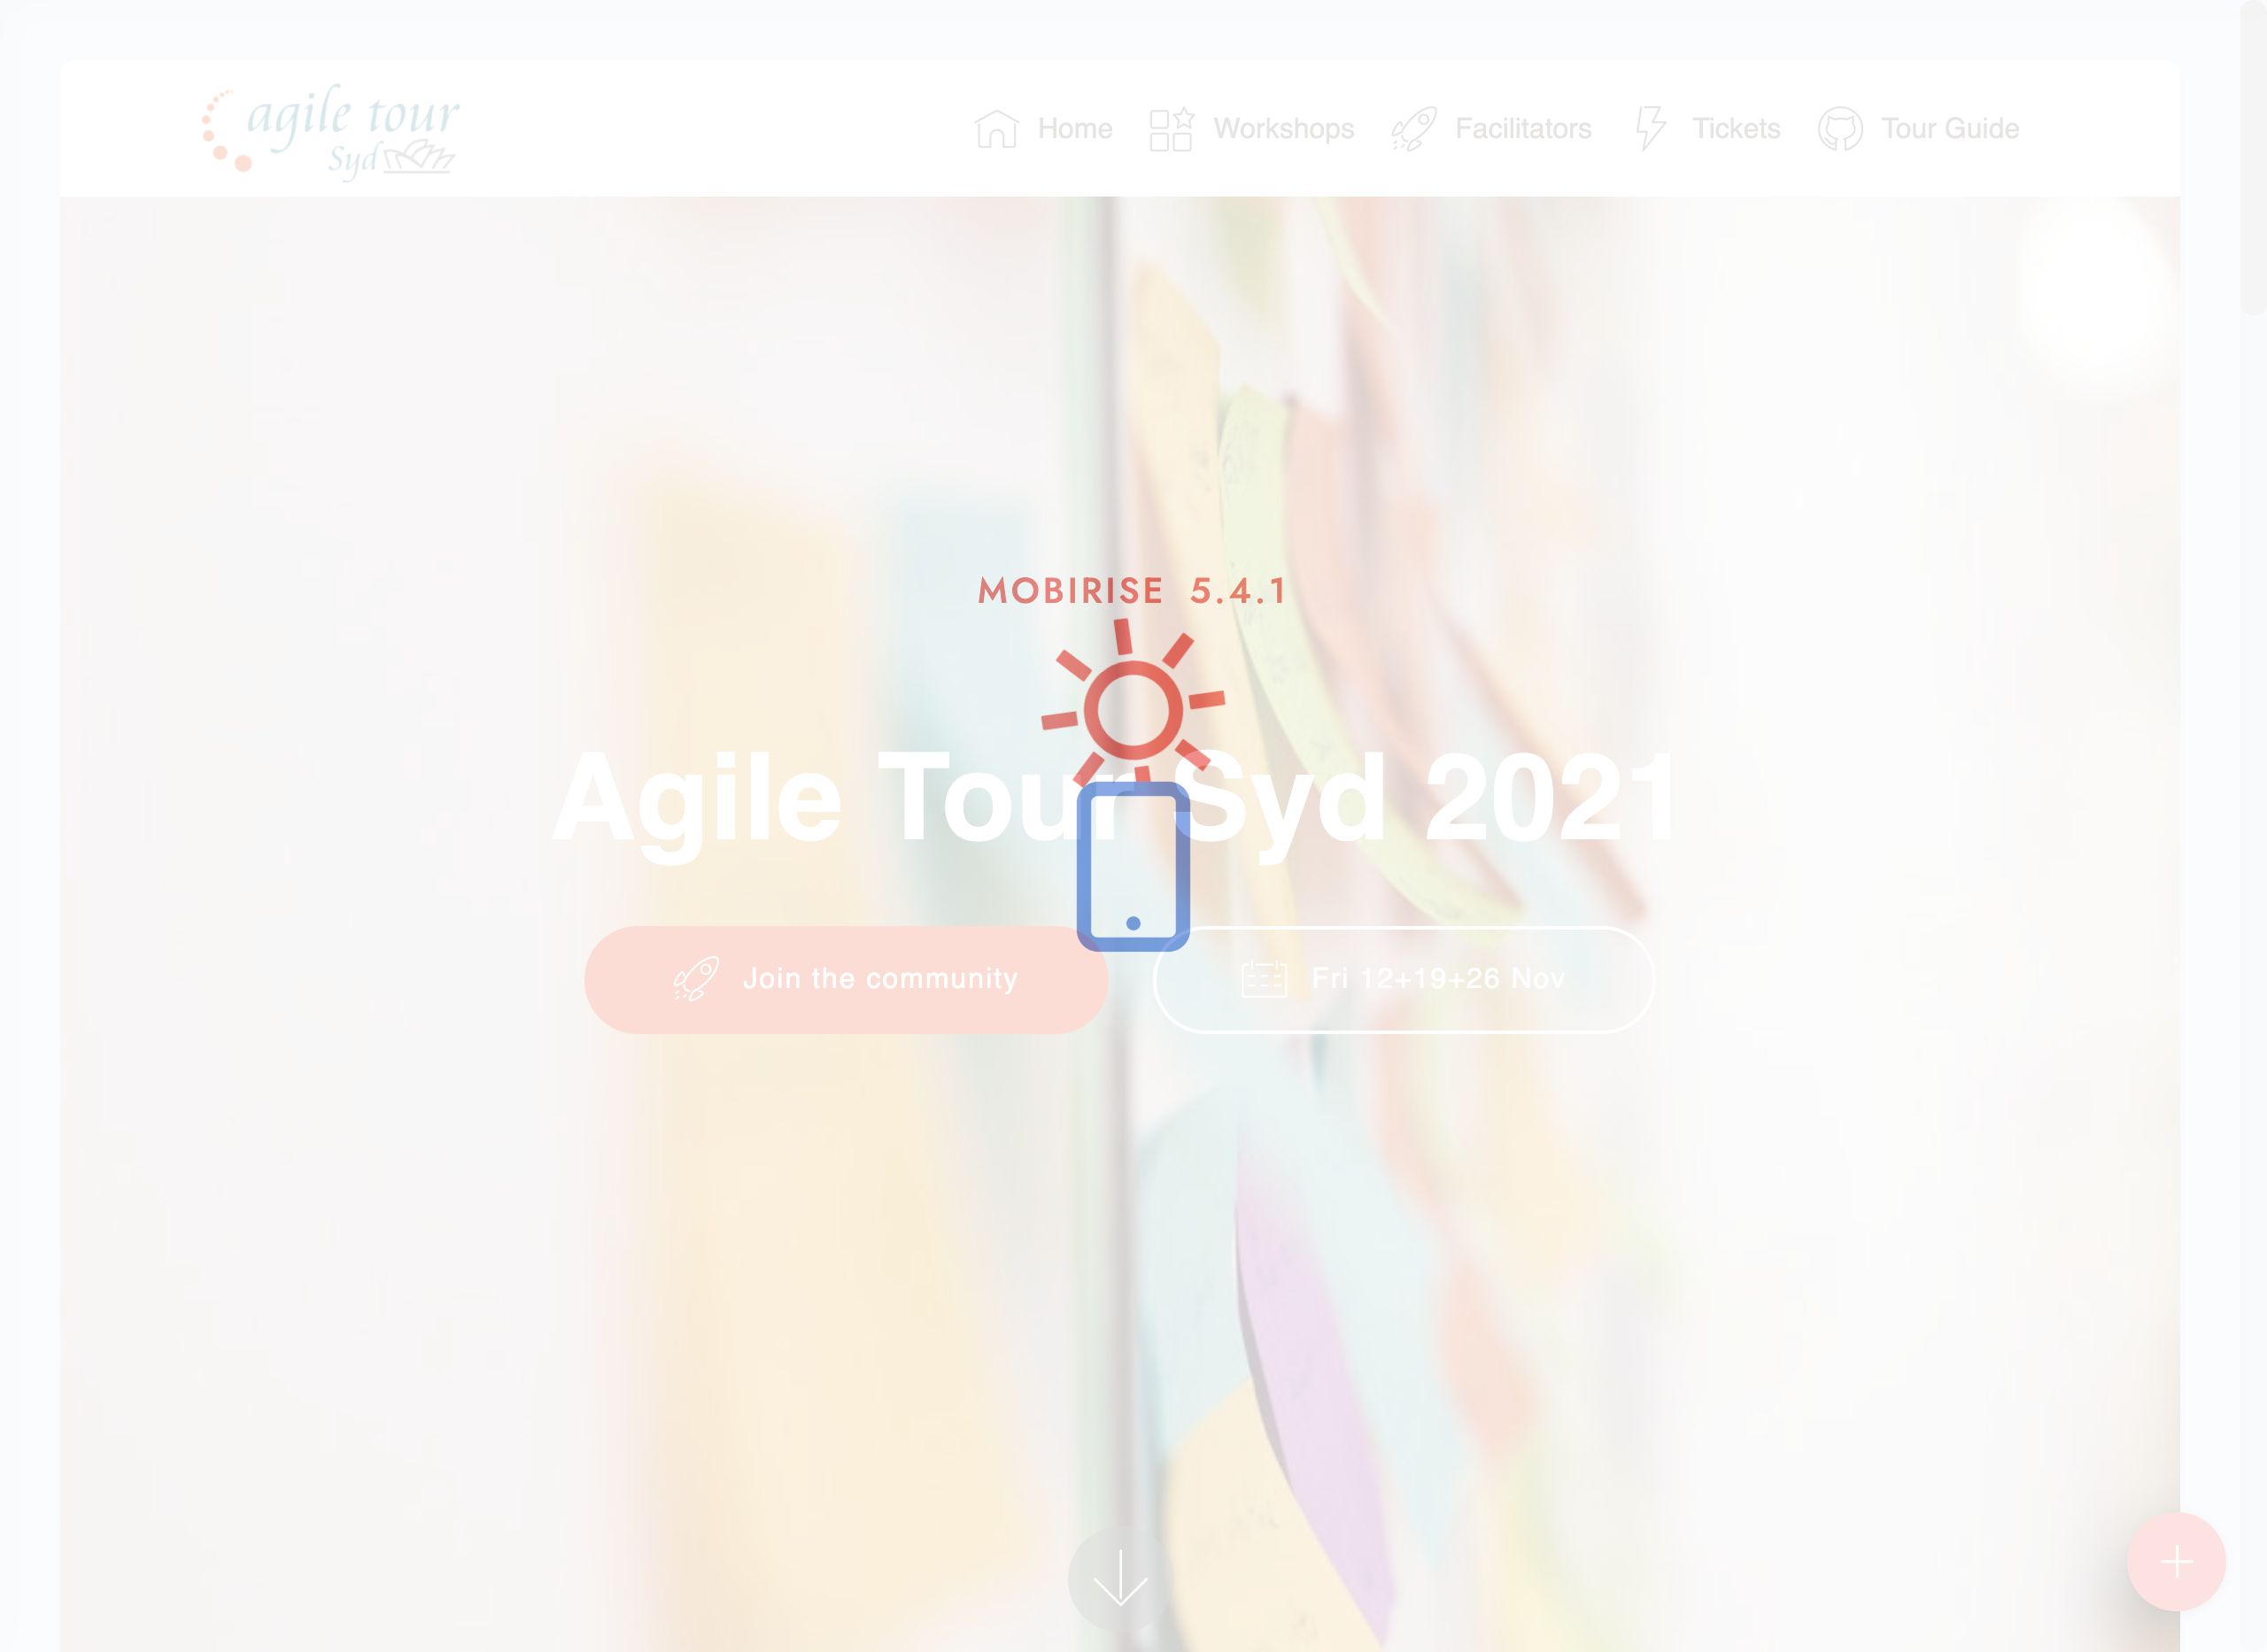 agile tour
Syd
Home Workshops Facilitators Tickets Tour Guide
MOBIRISE 5.4.1
Agile Tour Syd 2021
Join the community
Fri 12+19+26 Nov